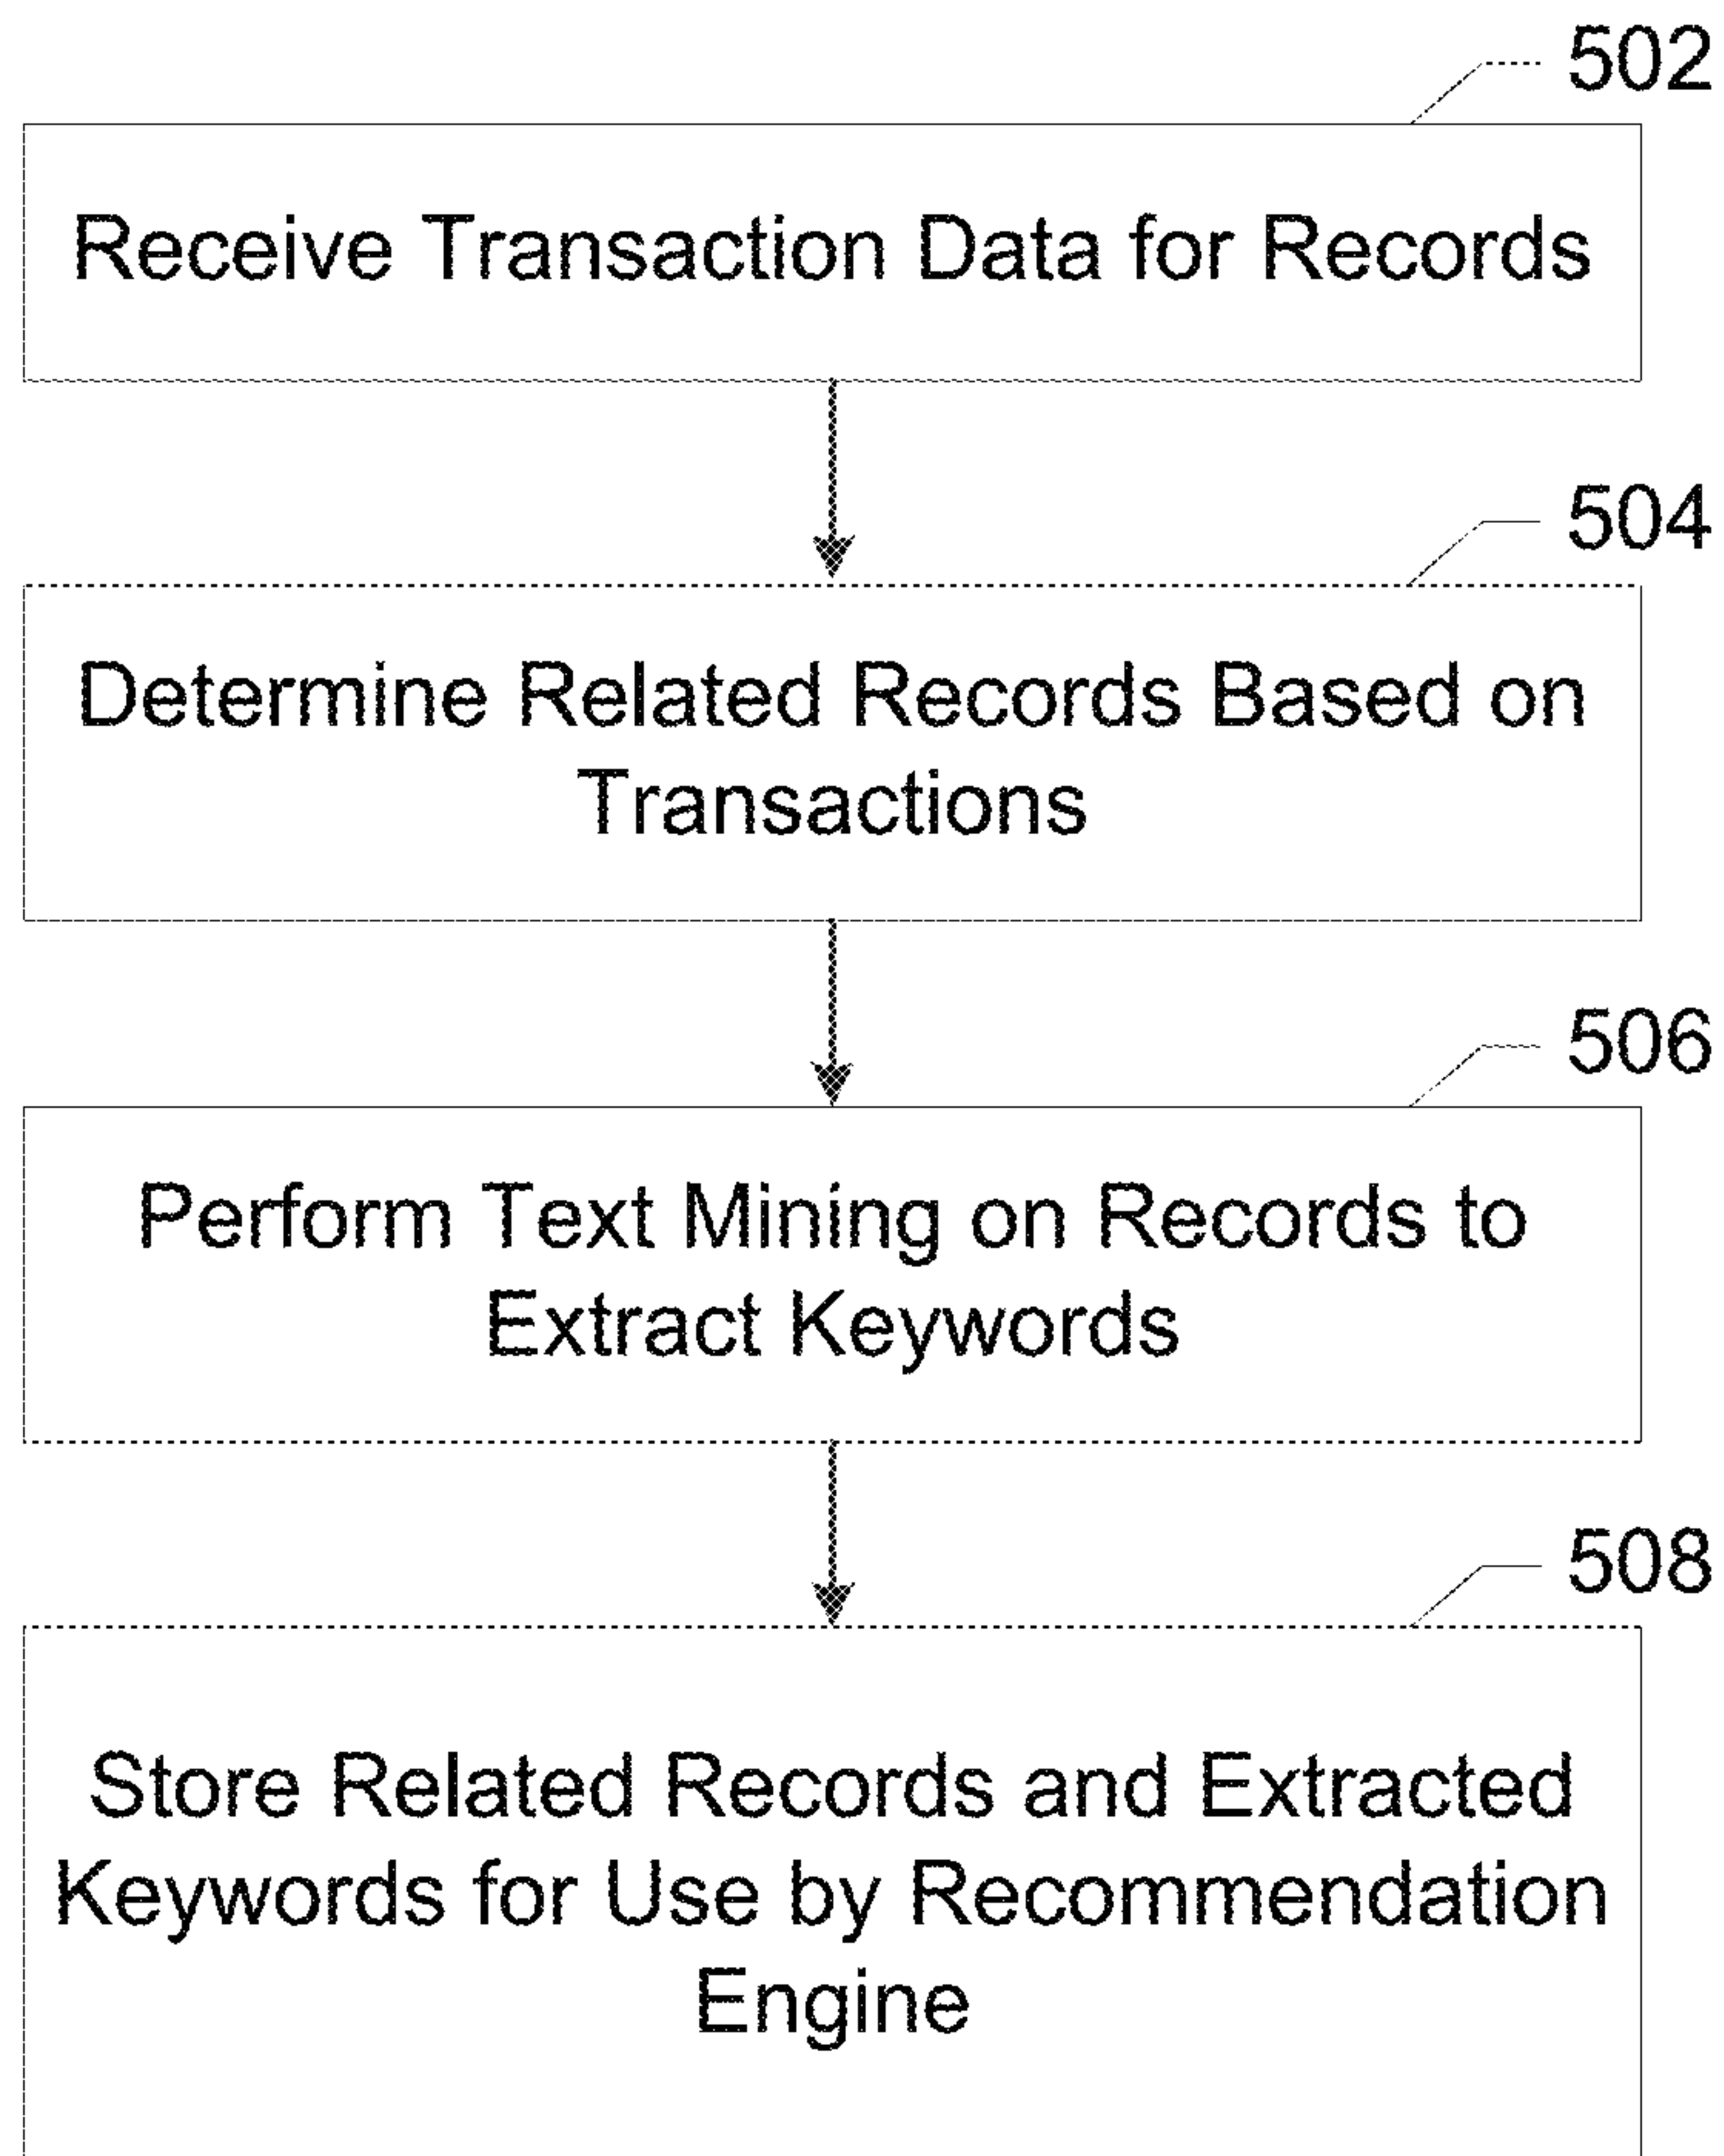 502
Receive Transaction Data for Records
504
Determine Related Records Based on
Transactions
506
Perform Text Mining on Records to
Extract Keywords
508
Store Related Records and Extracted
Keywords for Use by Recommendation
Engine